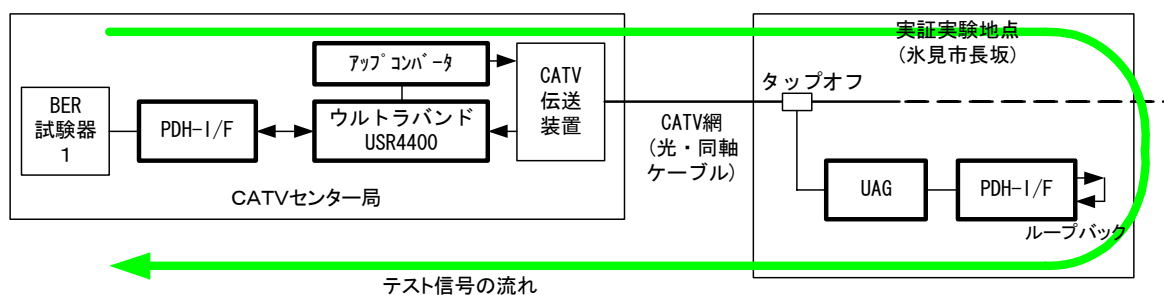 BER
試験器
1
PDH-I/F
ｱｯﾌﾟｺﾝﾊﾞｰﾀ
ウルトラバンド
USR4400
CATV
伝送
装置
CATVセンター局
CATV網
(光・同軸
ケーブル)
実証実験地点
(氷見市長坂)
タップオフ
UAG
PDH-I/F
ループバック
テスト信号の流れ